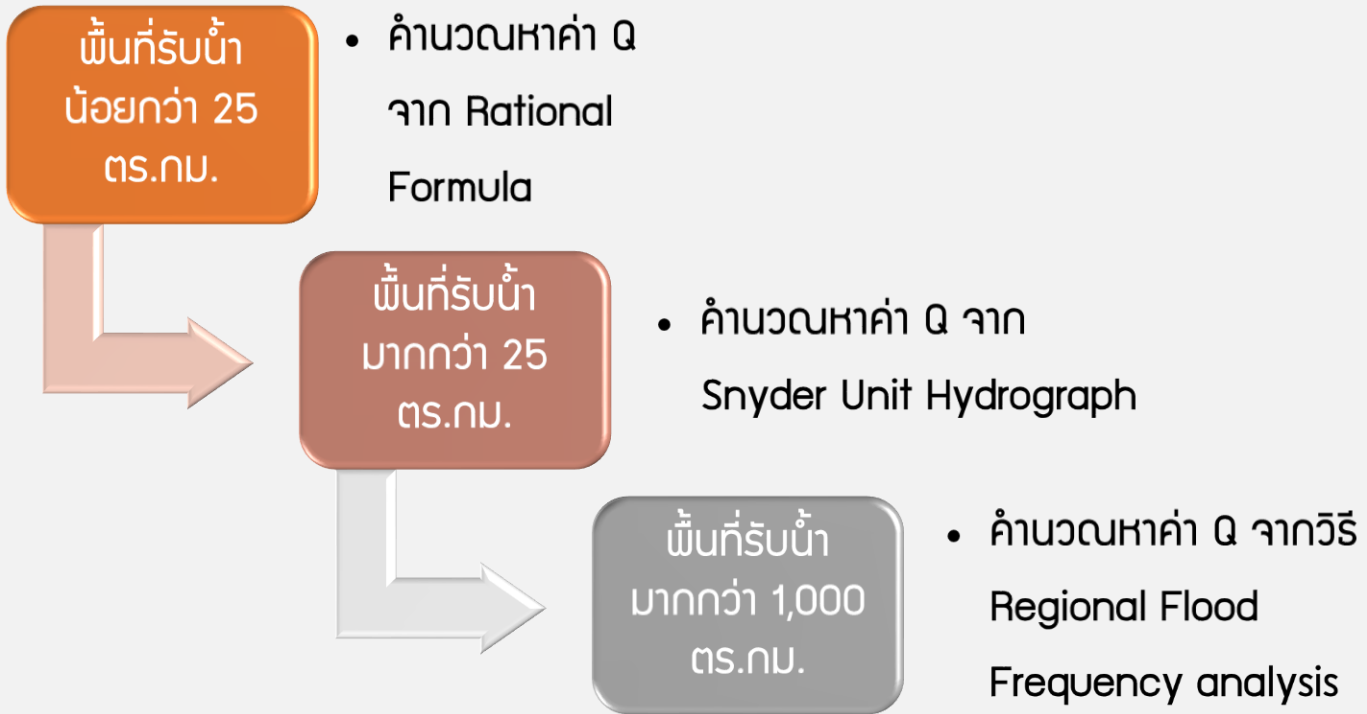 พื้นที่รับน้ำ
น้อยกว่า 25
ตร.กม.
• คำนวณหาค่า Q
จาก Rational
Formula
พื้นที่รับน้ำ
มากกว่า 25
ตร.กม.
• คำนวณหาค่า Q จาก
Snyder Unit Hydrograph
พื้นที่รับน้ำ
มากกว่า 1,000
ตร.กม.
• คำนวณหาค่า Q จากวิธี
Regional Flood
Frequency analysis